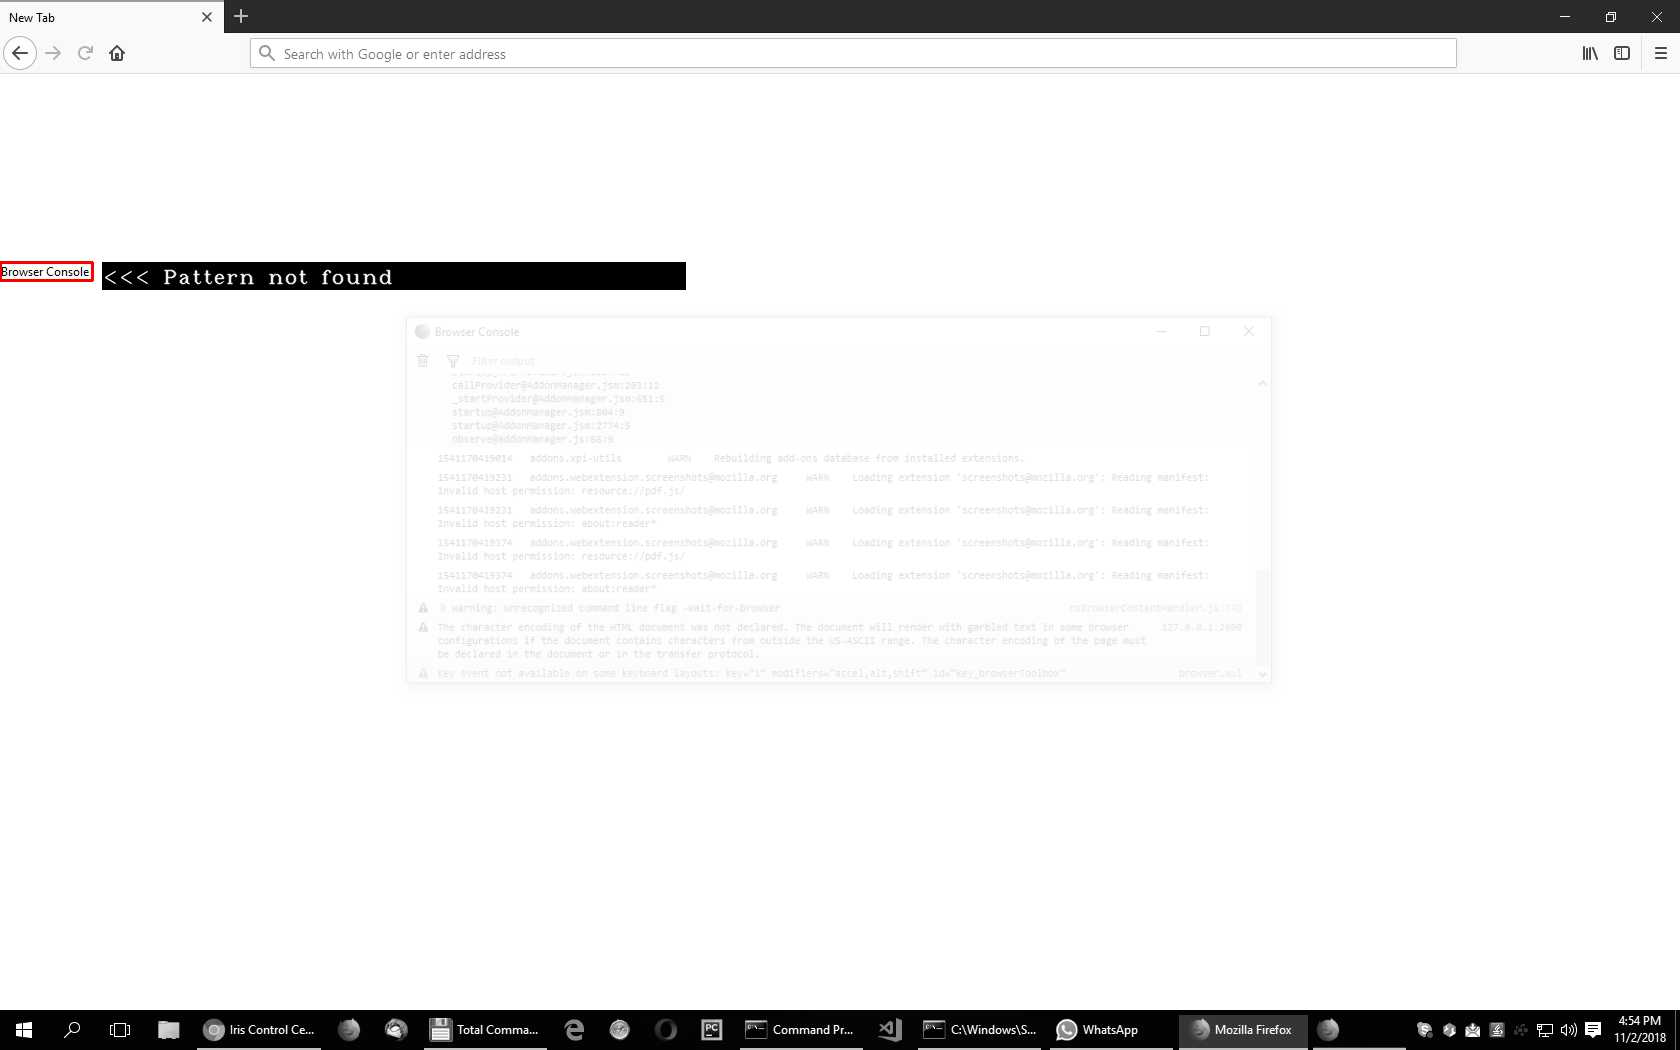 New Tab
Search with Google or enter address
Browser Console
<<< Pattern not found
Browser Console
Filter output
callProvider@AddonManager.jsm:203:12
_startProvider@AddonManager.jsm:651:5
startup@AddonManager.jsm:804:9
startup@AddonManager.jsm:2774:5
observe@addonManager.js:66:9
1541170419014 addons.xpi-utils WARN Rebuilding add-ons database from installed extensions.
1541170419231 addons.webextension.screenshots@mozilla.org WARN Loading extension 'screenshots@mozilla.org': Reading manifest:
Invalid host permission: resource://pdf.js/
1541170419231 addons.webextension.screenshots@mozilla.org WARN Loading extension 'screenshots@mozilla.org': Reading manifest:
Invalid host permission: about:reader*
1541170419374 addons.webextension.screenshots@mozilla.org WARN Loading extension 'screenshots@mozilla.org': Reading manifest:
Invalid host permission: resource://pdf.js/
1541170419374 addons.webextension.screenshots@mozilla.org WARN Loading extension 'screenshots@mozilla.org': Reading manifest:
Invalid host permission: about:reader*
warning: unrecognized command line flag -wait-for-browser
The character encoding of the HTML document was not declared. The document will render with garbled text in some browser 127.0.0.1:2000
configurations if the document contains characters from outside the US-ASCII range. The character encoding of the page must
be declared in the document or in the transfer protocol.
Key event not available on some keyboard layouts: key="i" modifiers="accel,alt,shift" id="key_browserToolbox" browser.xul
Iris Control Ce...
Total Comma...
PC
Command Pr...
C:\Windows\S...
WhatsApp
Mozilla Firefox
4:54 PM
11/2/2018